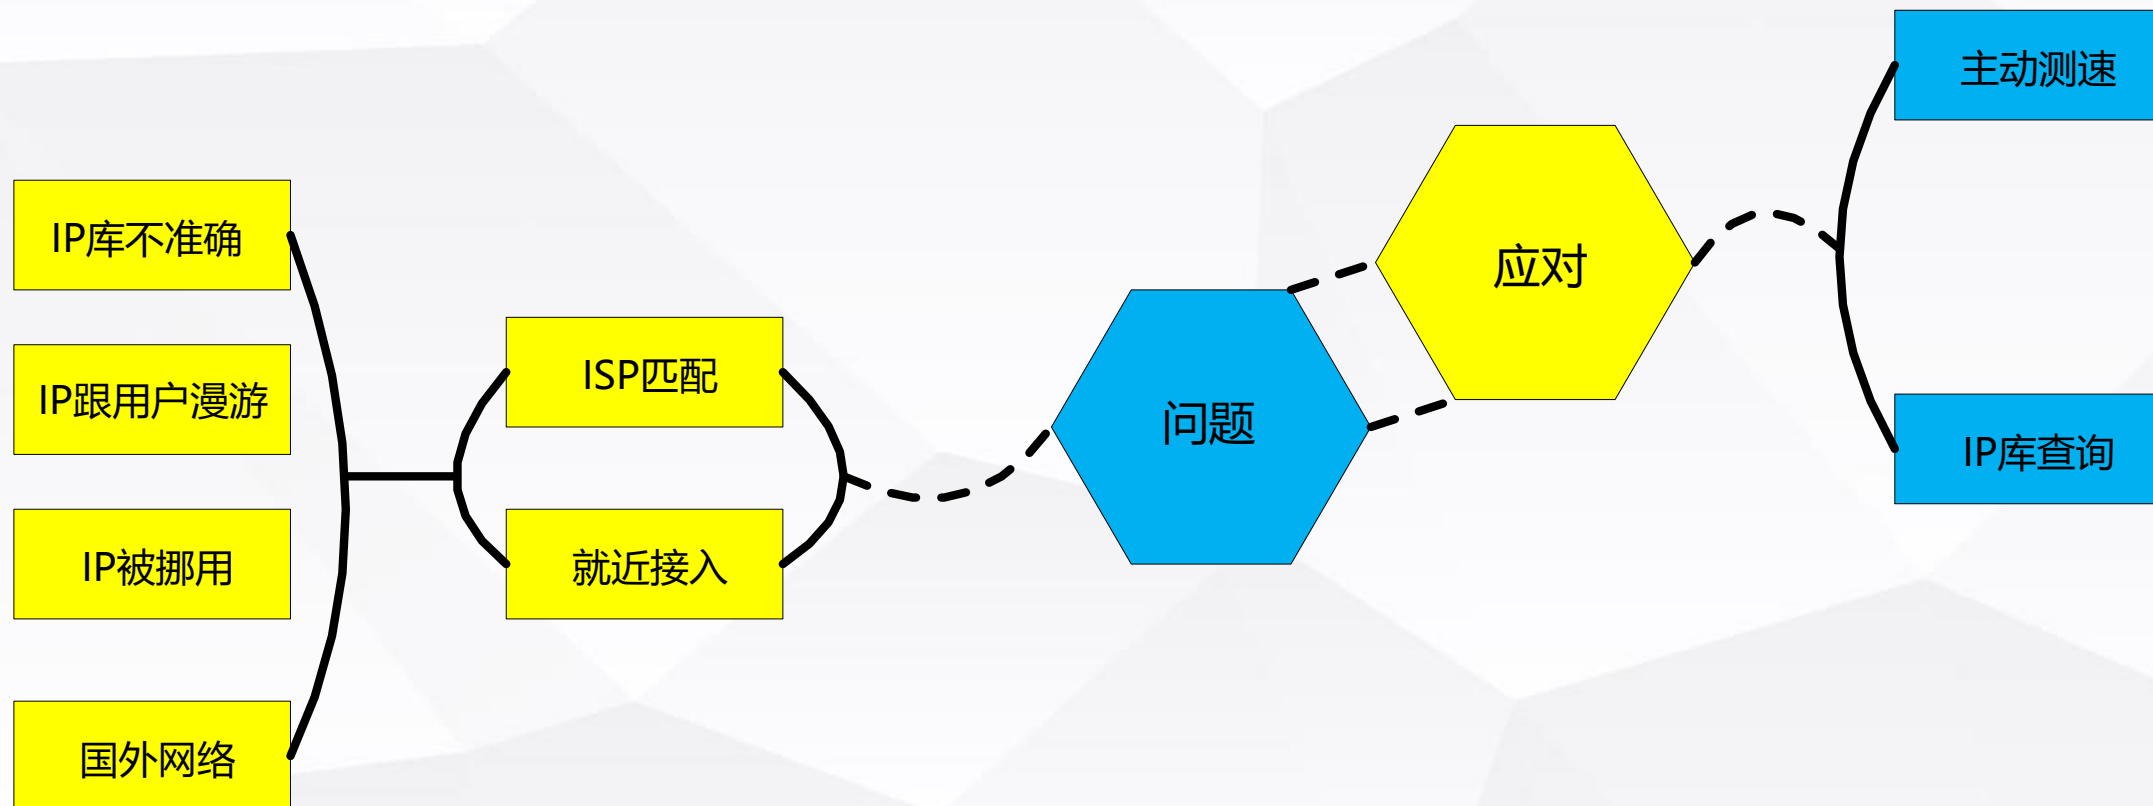 IP库不准确
IP跟用户漫游
IP被挪用
国外网络
ISP匹配
就近接入
问题
应对
主动测速
IP库查询